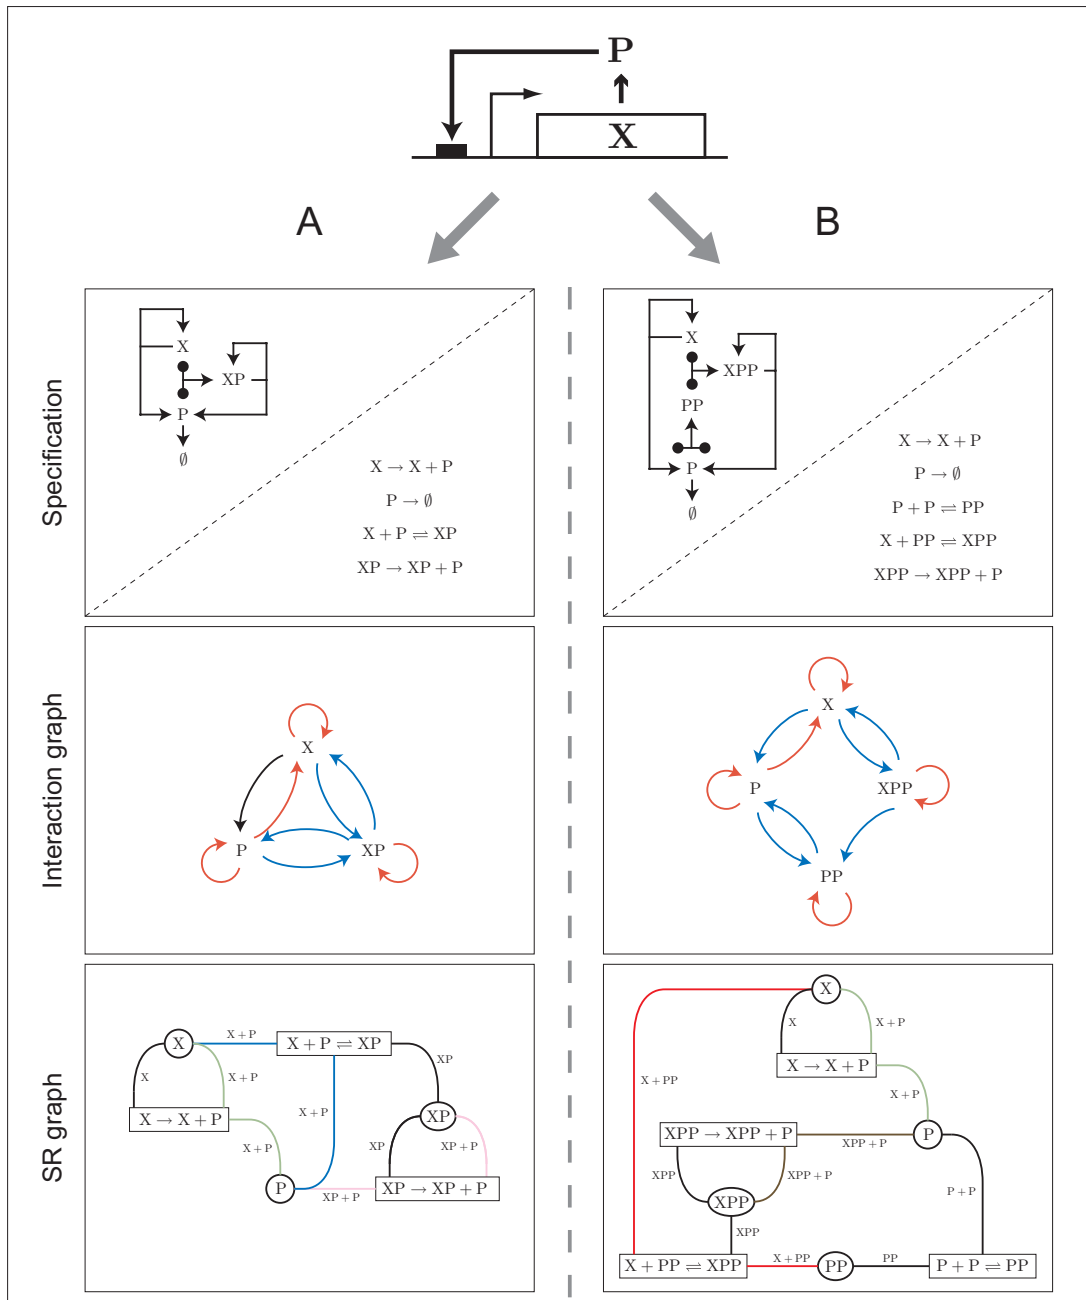 P
X
A
B
Specification
X
XP
P
∅
X → X + P
P → ∅
X + P ⇌ XP
XP → XP + P
X
XPP
PP
P
∅
X → X + P
P → ∅
P + P ⇌ PP
X + PP ⇌ XPP
XPP → XPP + P
Interaction graph
X
P
XP
X
P
XPP
PP
SR graph
X
X + P
X + P ⇌ XP
X
X + P
XP
X + P
X → X + P
XP
X + P
XP
XP + P
P
XP + P
XP → XP + P
X
X
X + P
X → X + P
X + PP
X + P
XPP → XPP + P
XPP + P
P
XPP
XPP + P
P + P
XPP
XPP
X + PP ⇌ XPP
X + PP
PP
PP
P + P ⇌ PP